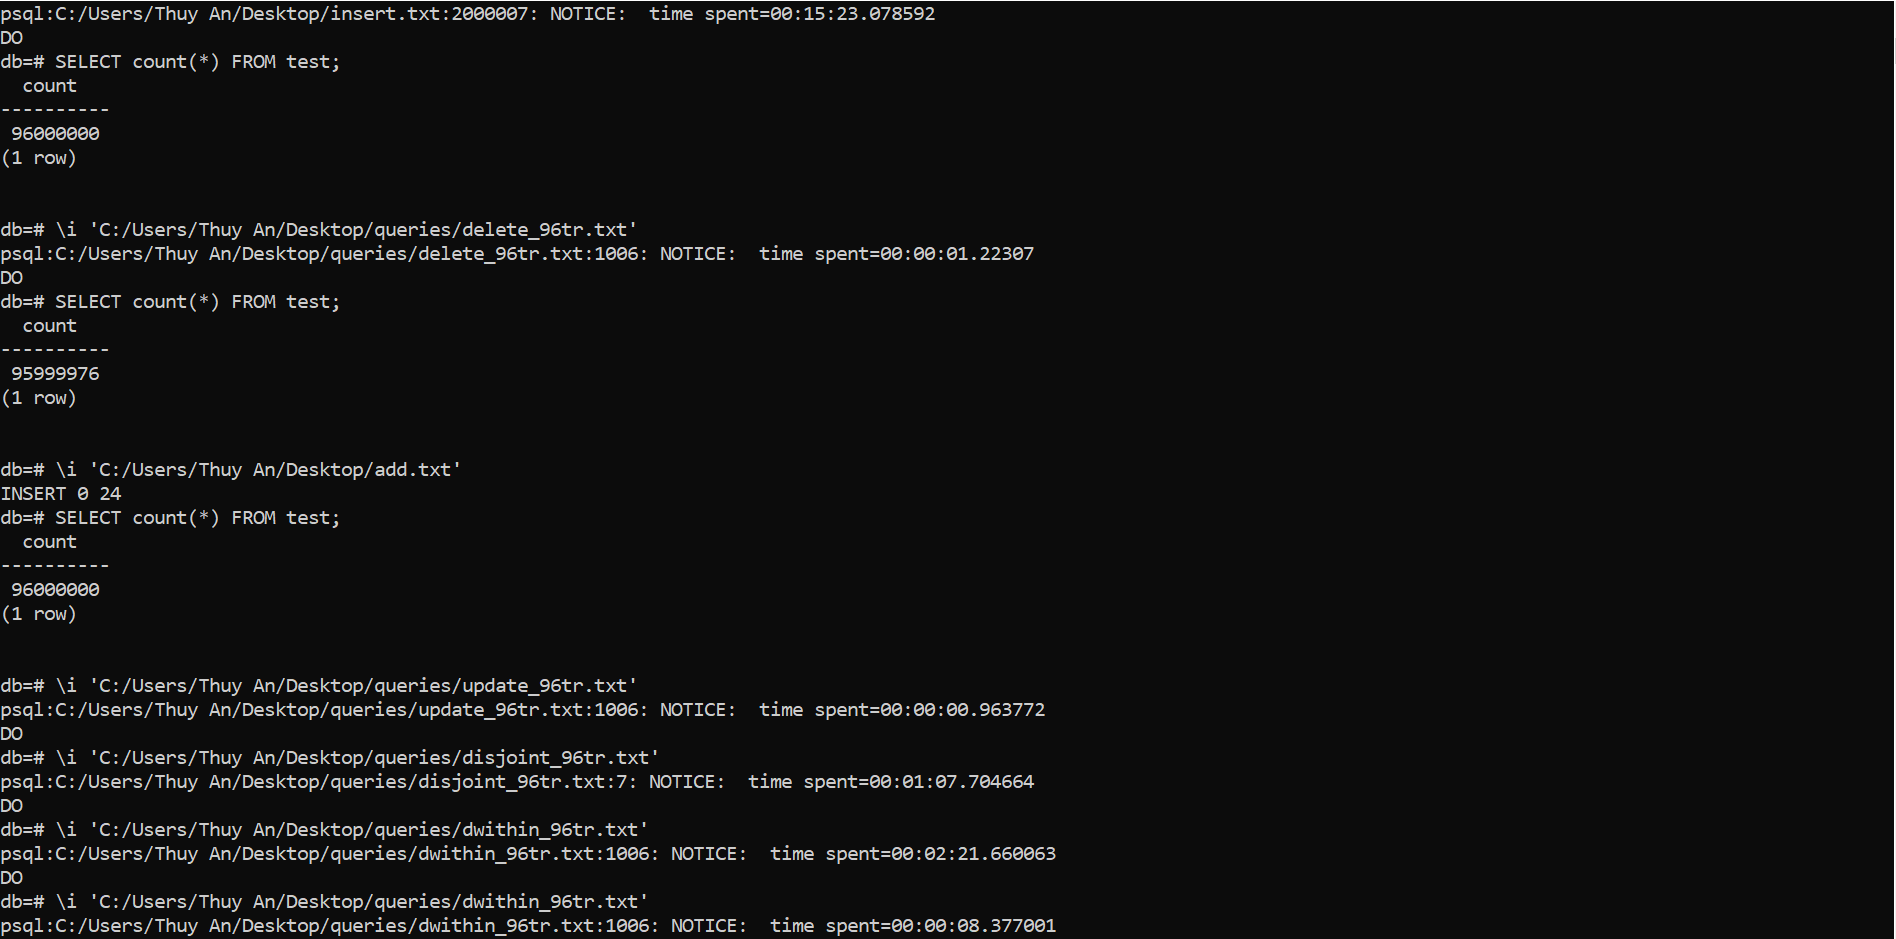 psql:C:/Users/Thuy An/Desktop/insert.txt:2000007: NOTICE:  time spent=00:15:23.078592
DO
db=# SELECT count(*) FROM test;
  count
----------
 96000000
(1 row)
db=# \i 'C:/Users/Thuy An/Desktop/queries/delete_96tr.txt'
psql:C:/Users/Thuy An/Desktop/queries/delete_96tr.txt:1006: NOTICE:  time spent=00:00:01.22307
DO
db=# SELECT count(*) FROM test;
  count
----------
 95999976
(1 row)
db=# \i 'C:/Users/Thuy An/Desktop/add.txt'
INSERT 0 24
db=# SELECT count(*) FROM test;
  count
----------
 96000000
(1 row)
db=# \i 'C:/Users/Thuy An/Desktop/queries/update_96tr.txt'
psql:C:/Users/Thuy An/Desktop/queries/update_96tr.txt:1006: NOTICE:  time spent=00:00:00.963772
DO
db=# \i 'C:/Users/Thuy An/Desktop/queries/disjoint_96tr.txt'
psql:C:/Users/Thuy An/Desktop/queries/disjoint_96tr.txt:7: NOTICE:  time spent=00:01:07.704664
DO
db=# \i 'C:/Users/Thuy An/Desktop/queries/dwithin_96tr.txt'
psql:C:/Users/Thuy An/Desktop/queries/dwithin_96tr.txt:1006: NOTICE:  time spent=00:02:21.660063
DO
db=# \i 'C:/Users/Thuy An/Desktop/queries/dwithin_96tr.txt'
psql:C:/Users/Thuy An/Desktop/queries/dwithin_96tr.txt:1006: NOTICE:  time spent=00:00:08.377001